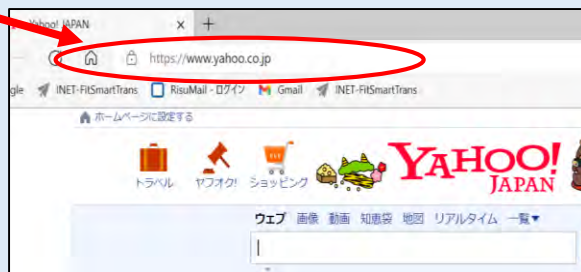 Yahoo! JAPAN
https://www.yahoo.co.jp
gle INET-FitSmartTrans RisuMail - ログイン Gmail INET-FitSmartTrans
ホームページに設定する
トラベル ヤフオク! ショッピング YAHOO! JAPAN
ウェブ 画像 動画 知恵袋 地図 リアルタイム 一覧▼